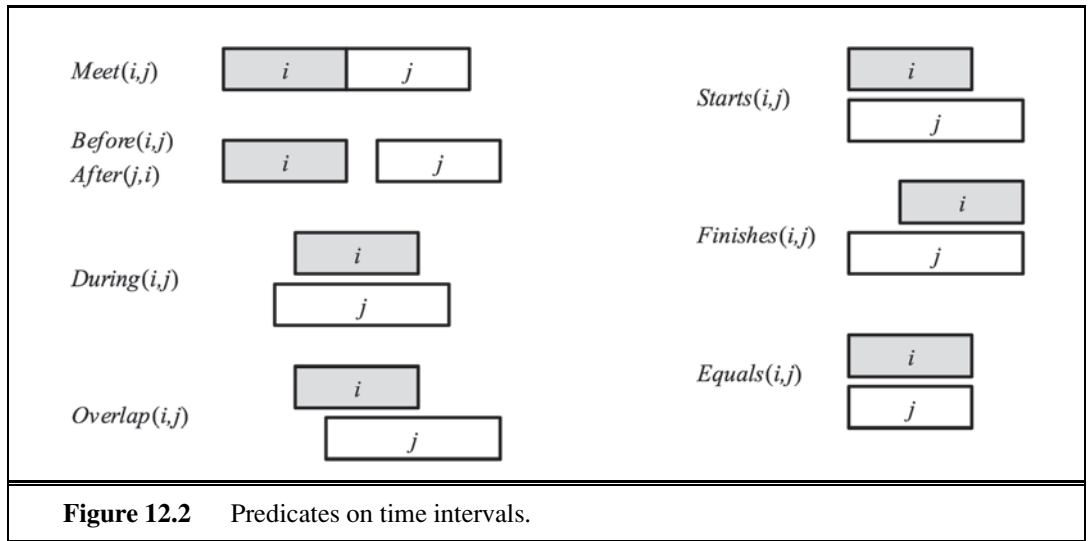 Meet(i,j)
i
j
Before(i,j)
After(j,i)
i
j
During(i,j)
i
j
Overlap(i,j)
i
j
Starts(i,j)
i
j
Finishes(i,j)
i
j
Equals(i,j)
i
j
Figure 12.2 Predicates on time intervals.